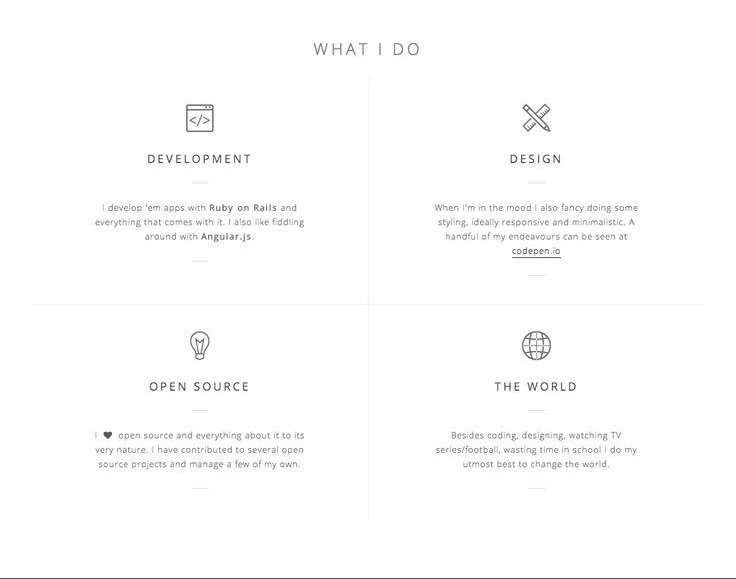 WHAT I DO
DEVELOPMENT
I develop 'em apps with Ruby on Rails and
everything that comes with it. I also like fiddling
around with Angular.js.
DESIGN
When I'm in the mood I also fancy doing some
styling, ideally responsive and minimalistic. A
handful of my endeavours can be seen at
codepen.io
OPEN SOURCE
I ♥ open source and everything about it to its
very nature. I have contributed to several open
source projects and manage a few of my own.
THE WORLD
Besides coding, designing, watching TV
series/football, wasting time in school I do my
utmost best to change the world.